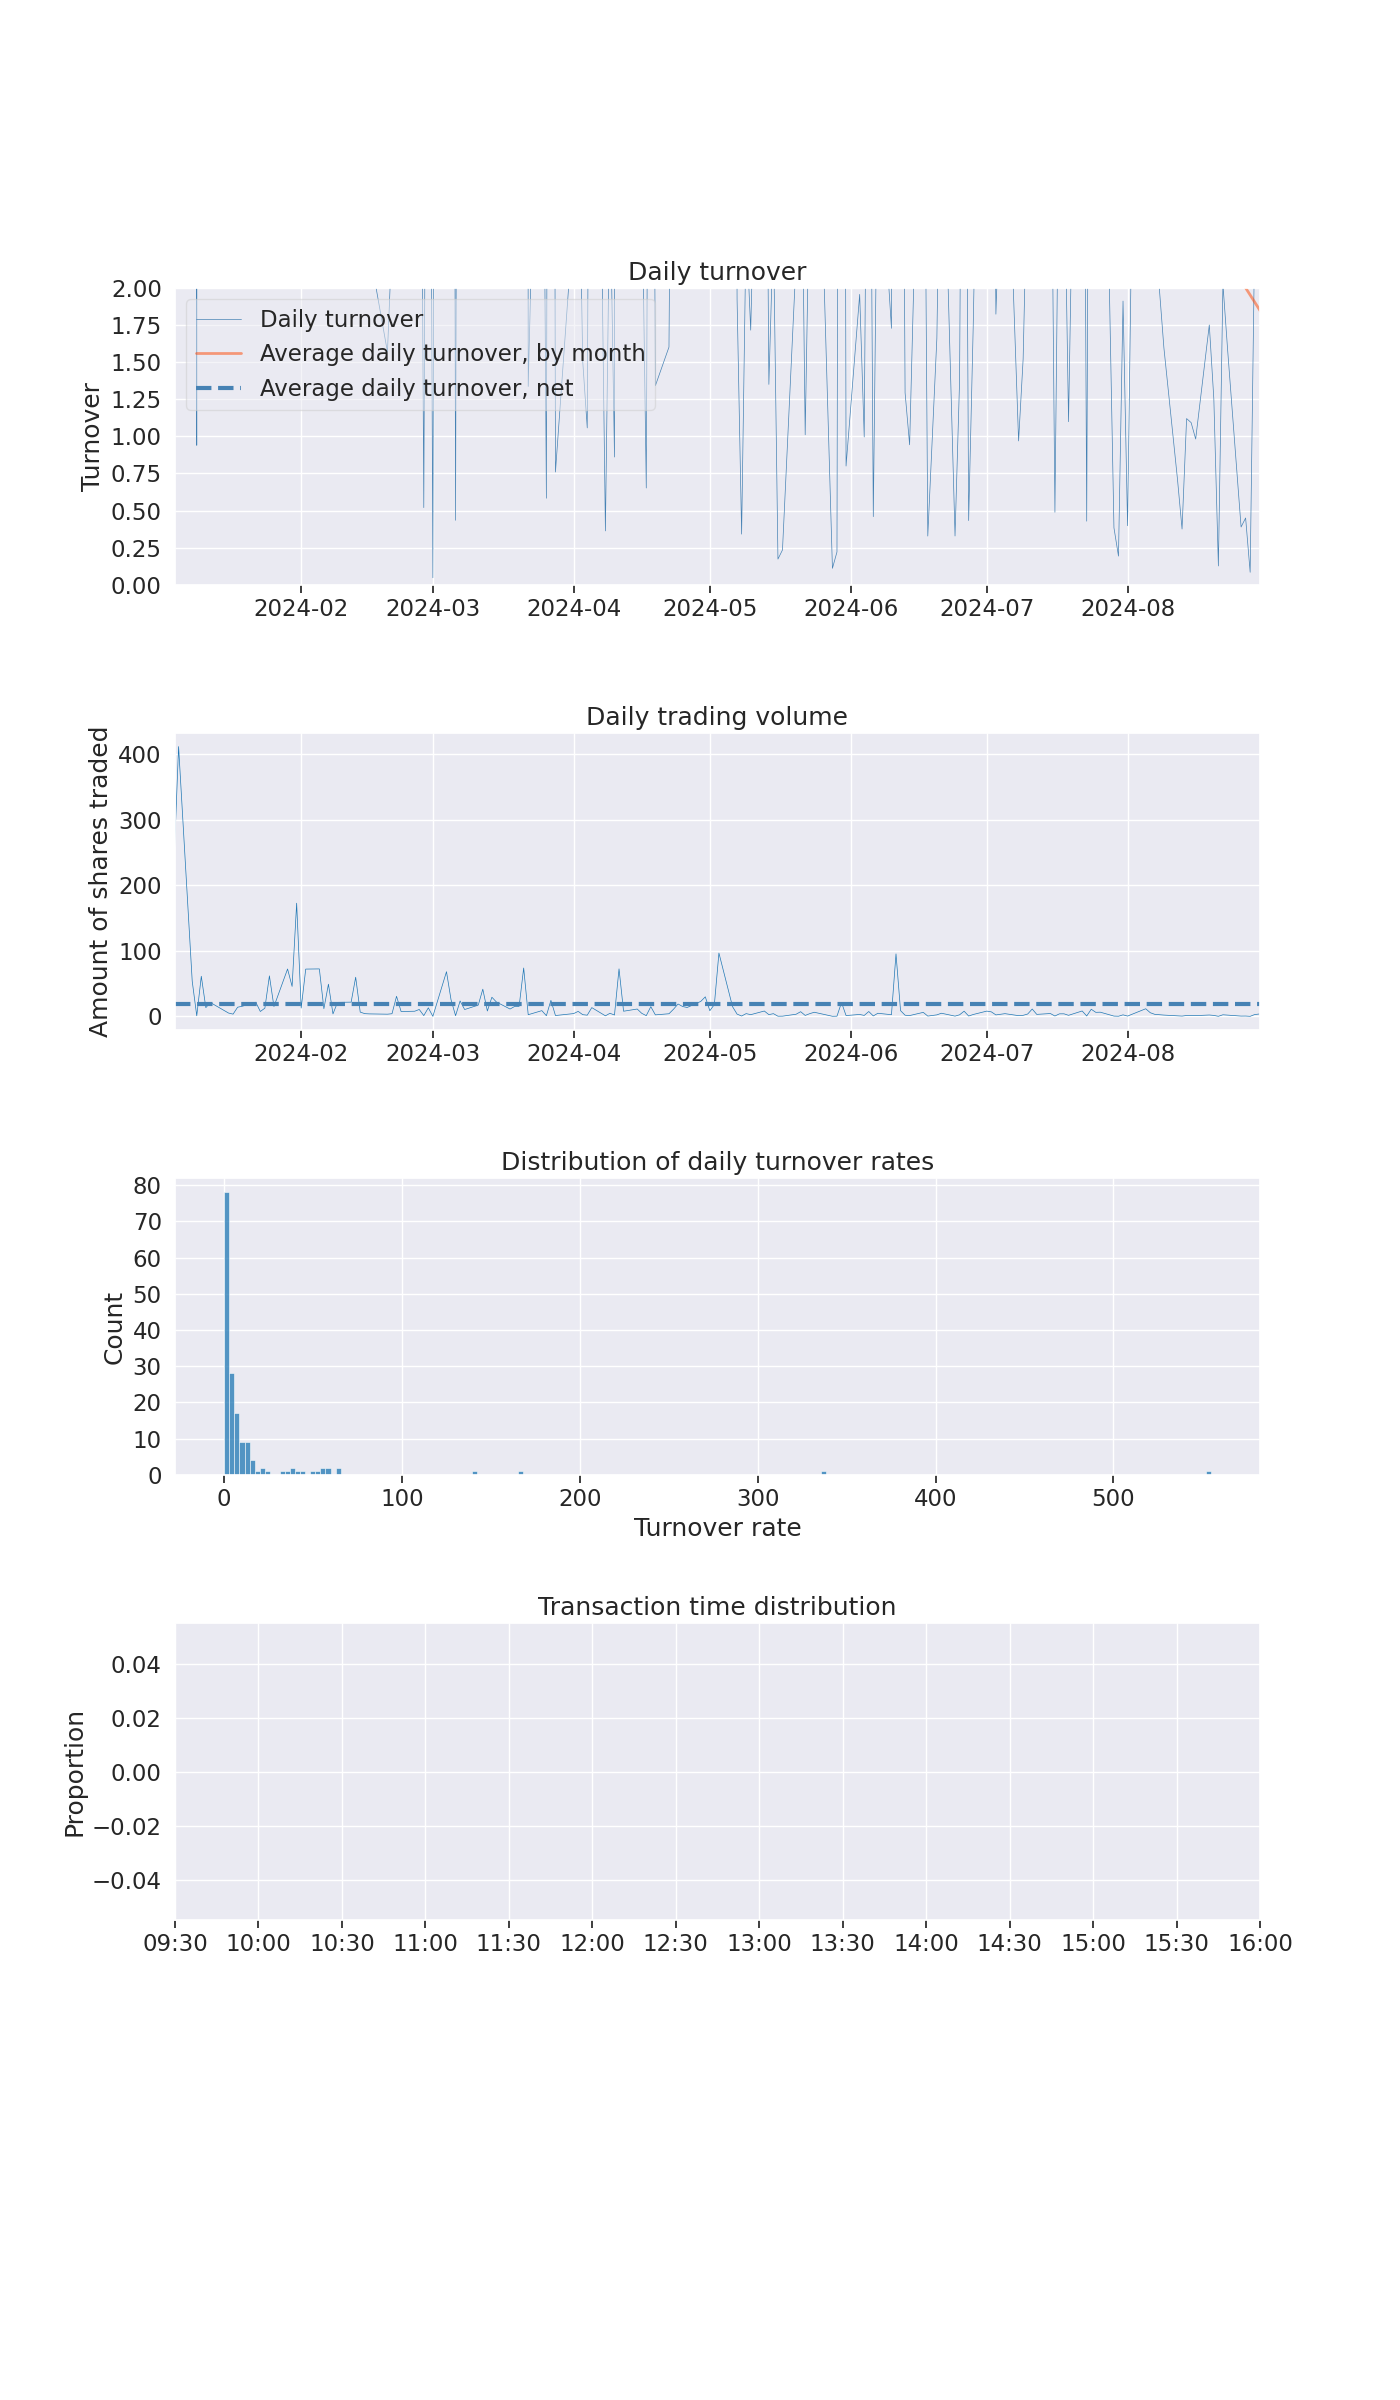 Daily turnover
2.00
1.75
1.50
1.25
1.00
0.75
0.50
0.25
0.00
Turnover
Daily turnover
Average daily turnover, by month
Average daily turnover, net
2024-02 2024-03 2024-04 2024-05 2024-06 2024-07 2024-08
Daily trading volume
400
300
200
100
0
Amount of shares traded
2024-02 2024-03 2024-04 2024-05 2024-06 2024-07 2024-08
Distribution of daily turnover rates
80
70
60
50
40
30
20
10
0
Count
0 100 200 300 400 500
Turnover rate
Transaction time distribution
0.04
0.02
0.00
−0.02
−0.04
Proportion
09:30 10:00 10:30 11:00 11:30 12:00 12:30 13:00 13:30 14:00 14:30 15:00 15:30 16:00